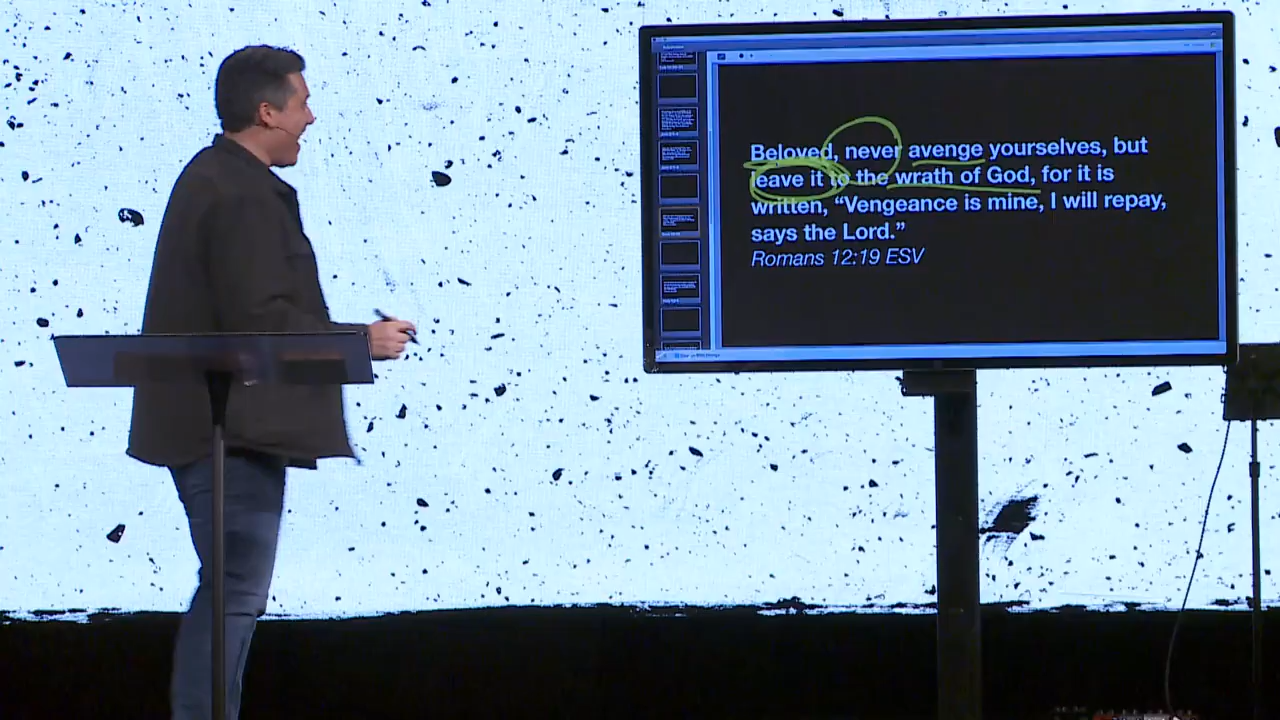 Beloved, never avenge yourselves, but
leave it to the wrath of God, for it is
written, “Vengeance is mine, I will repay,
says the Lord.”
Romans 12:19 ESV